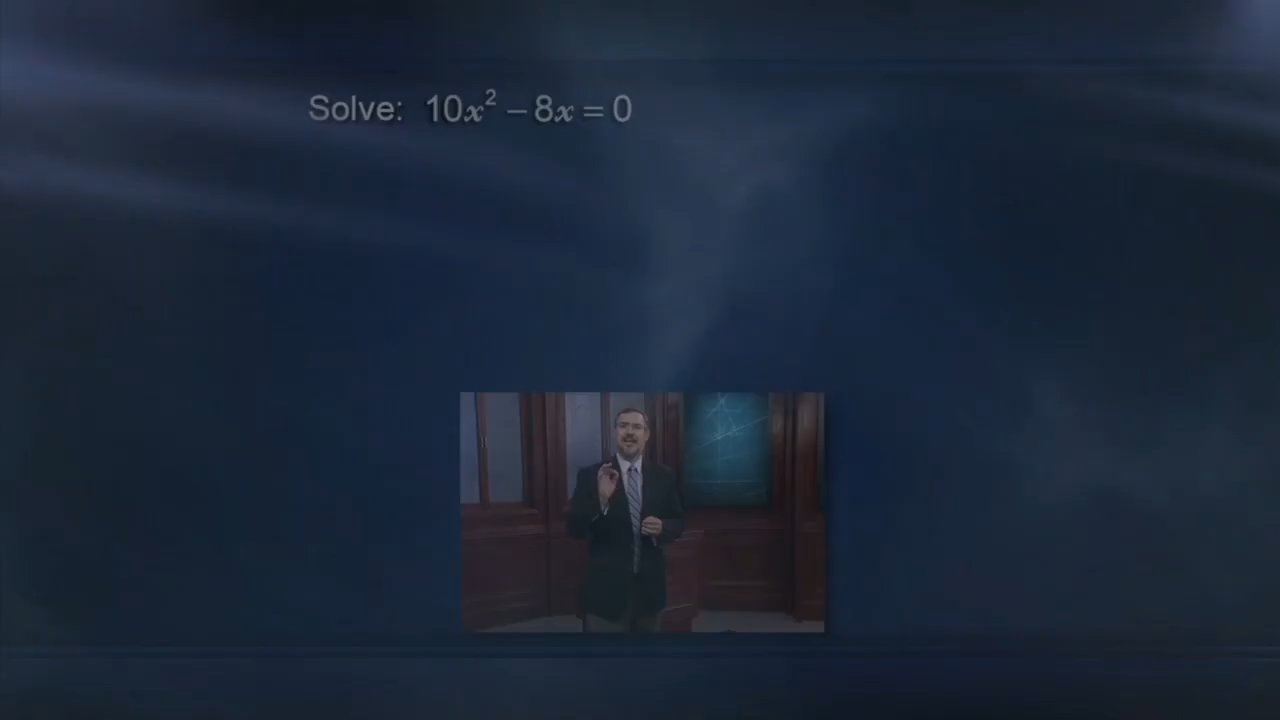 Solve: 10x² – 8x = 0